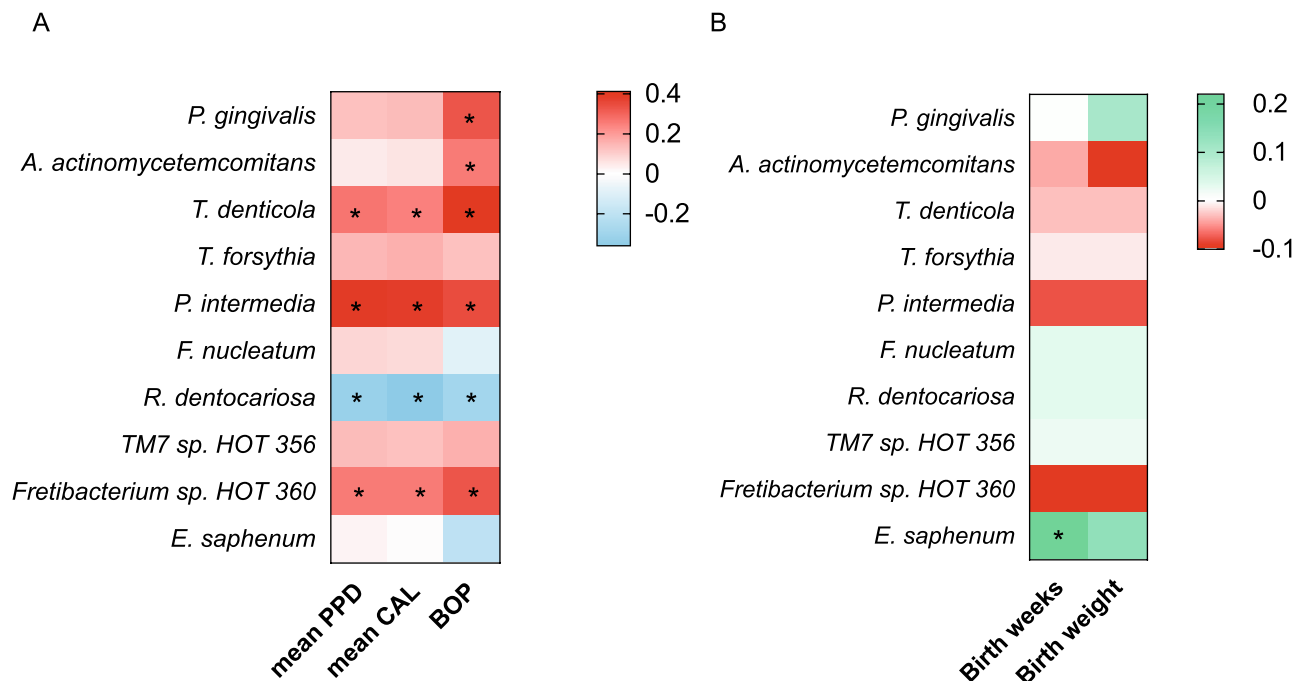 A
P. gingivalis
A. actinomycetemcomitans
T. denticola
T. forsythia
P. intermedia
F. nucleatum
R. dentocariosa
TM7 sp. HOT 356
Fretibacterium sp. HOT 360
E. saphenum
*
*
* * *
* * *
* * *
* * *
mean PPD
mean CAL
BOP
0.4
0.2
0
-0.2
B
P. gingivalis
A. actinomycetemcomitans
T. denticola
T. forsythia
P. intermedia
F. nucleatum
R. dentocariosa
TM7 sp. HOT 356
Fretibacterium sp. HOT 360
E. saphenum
*
Birth weeks
Birth weight
0.2
0.1
0
-0.1